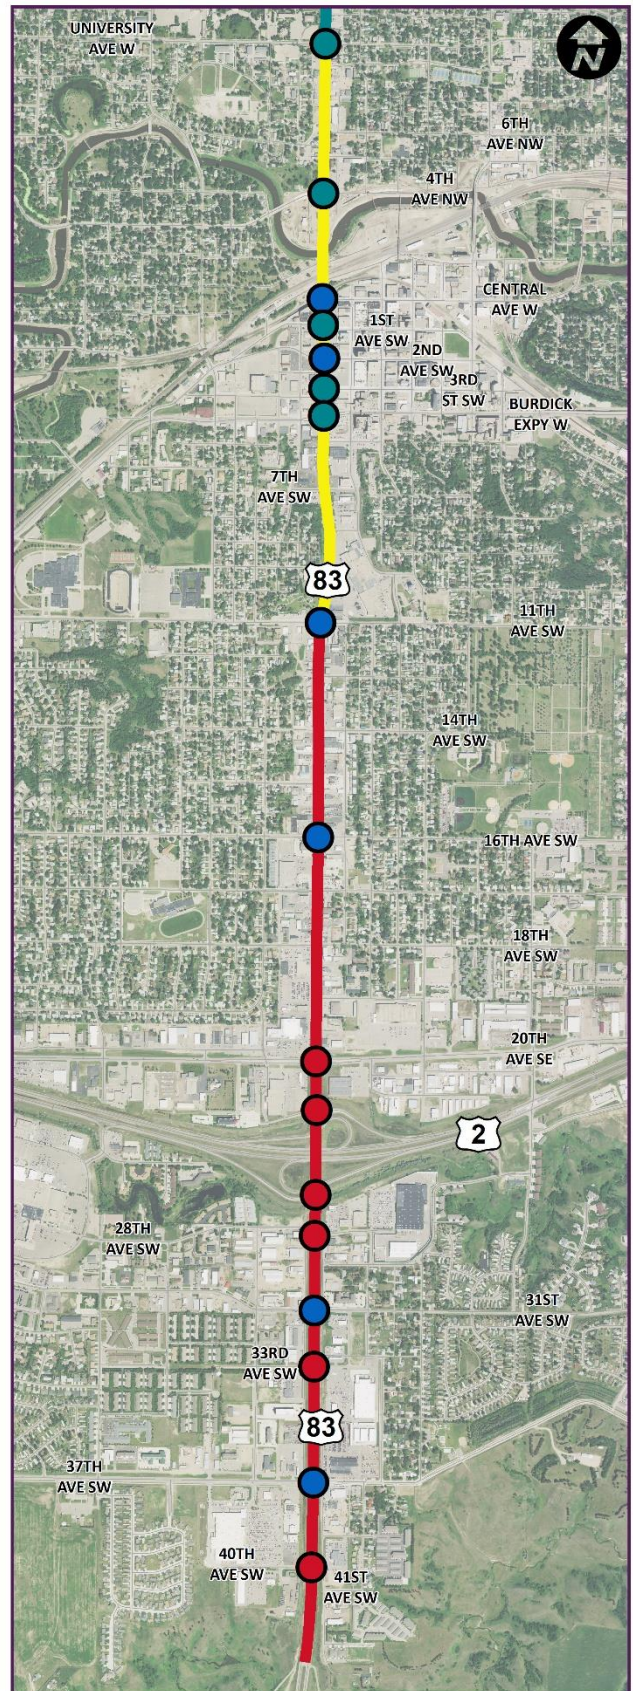 UNIVERSITY
AVE W
N
6TH
AVE NW
4TH
AVE NW
CENTRAL
AVE W
1ST
AVE SW
2ND
AVE SW
3RD
ST SW
BURDICK
EXPY W
7TH
AVE SW
83
11TH
AVE SW
14TH
AVE SW
16TH AVE SW
18TH
AVE SW
20TH
AVE SE
2
28TH
AVE SW
31ST
AVE SW
33RD
AVE SW
83
37TH
AVE SW
40TH
AVE SW
41ST
AVE SW